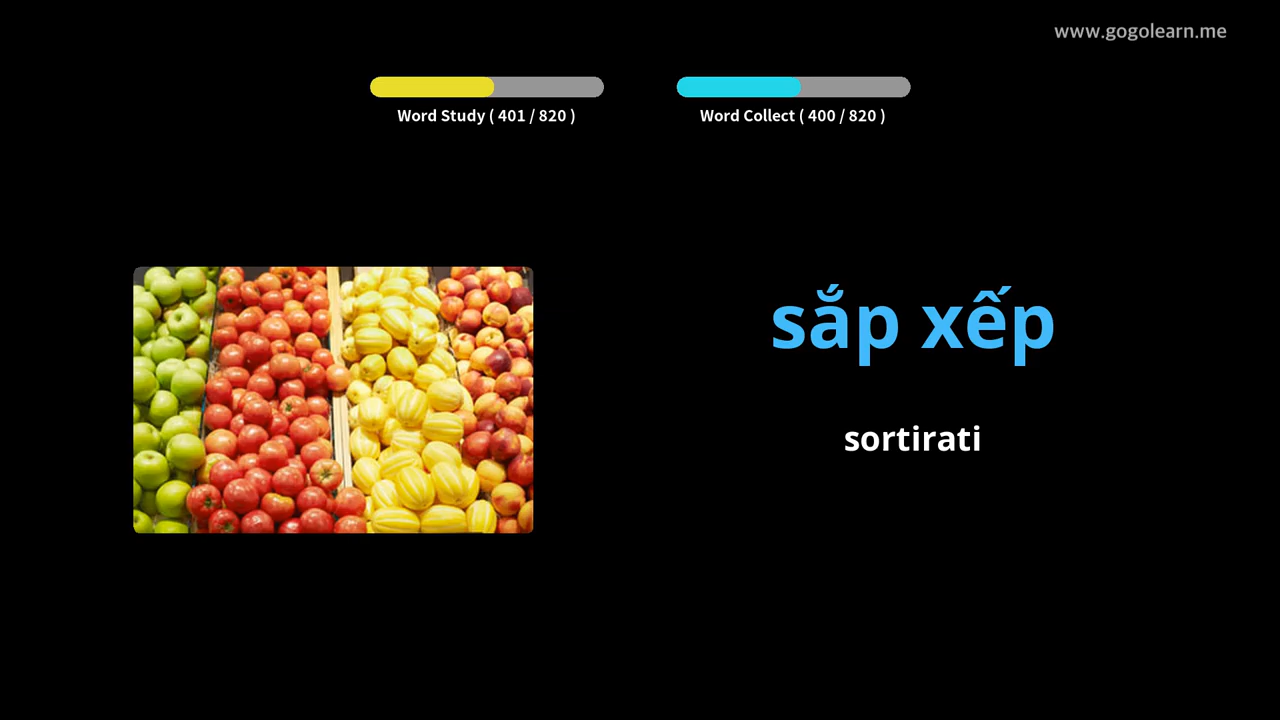 www.gogolearn.me
Word Study ( 401 / 820 )
Word Collect ( 400 / 820 )
sắp xếp
sortirati